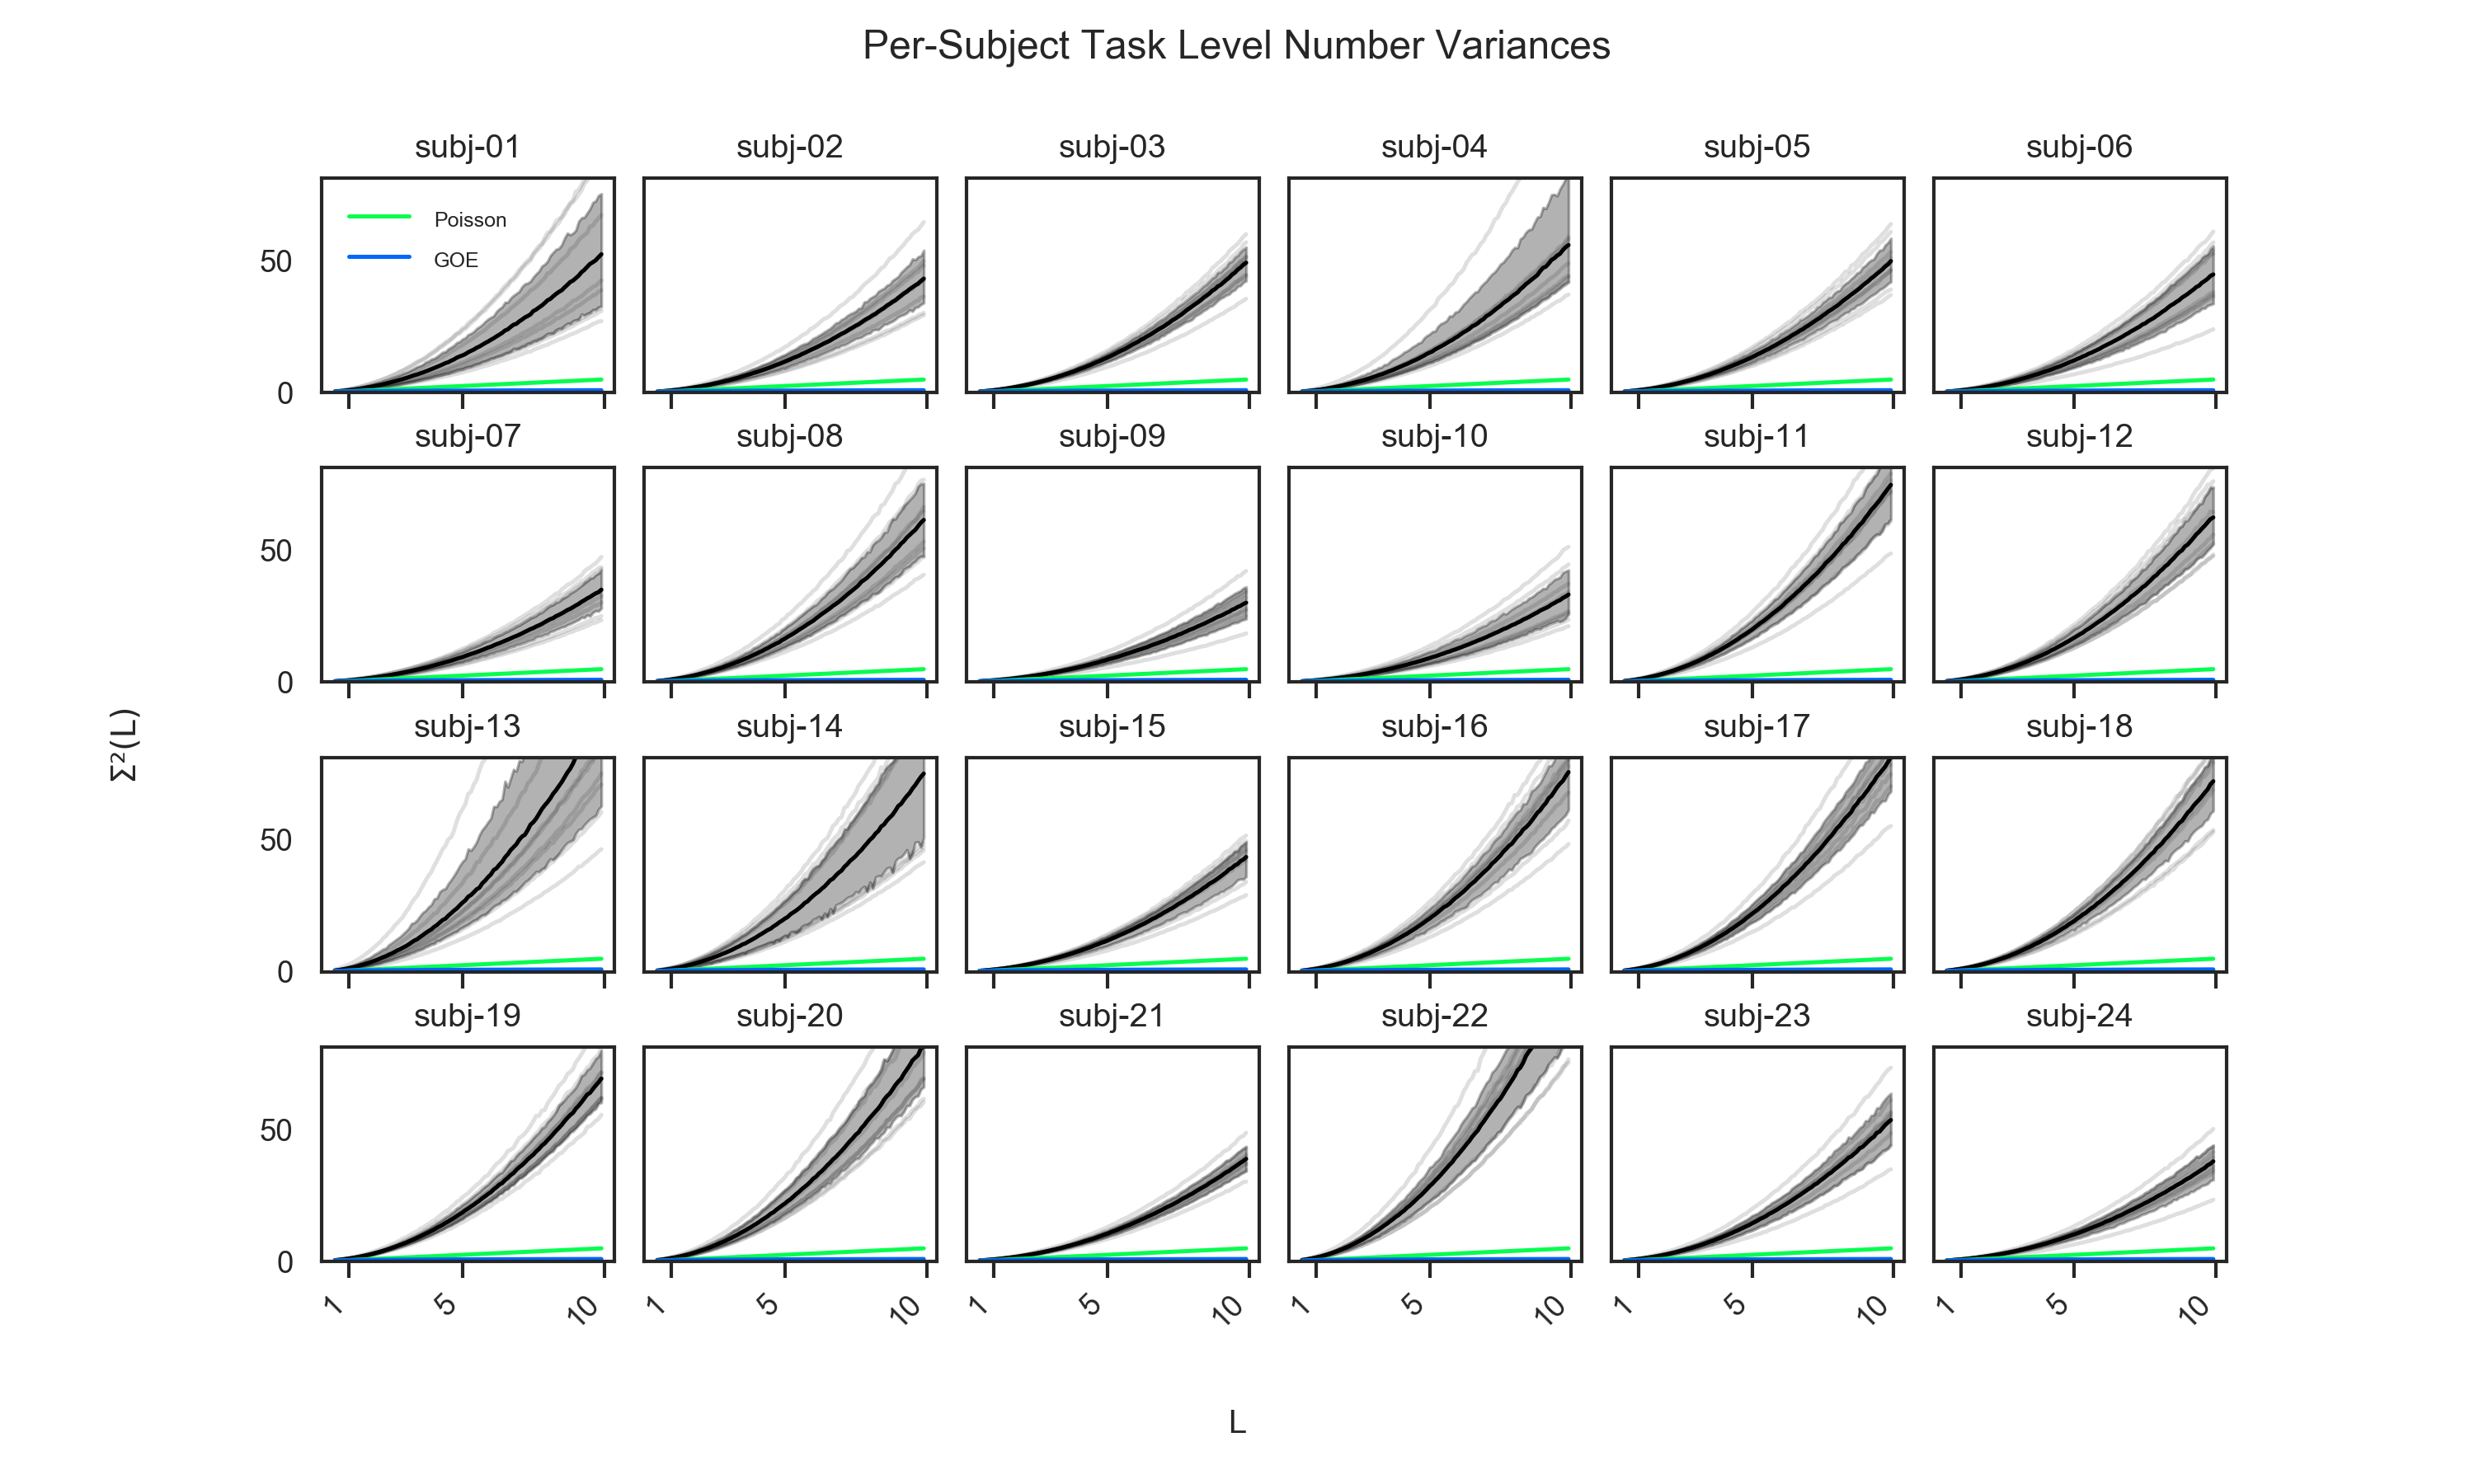 Per-Subject Task Level Number Variances
subj-01 subj-02 subj-03 subj-04 subj-05 subj-06
Poisson
GOE
50
0
subj-07 subj-08 subj-09 subj-10 subj-11 subj-12
50
0
subj-13 subj-14 subj-15 subj-16 subj-17 subj-18
50
0
subj-19 subj-20 subj-21 subj-22 subj-23 subj-24
50
0
1 5 10 1 5 10 1 5 10 1 5 10 1 5 10 1 5 10
Σ²(L)
L